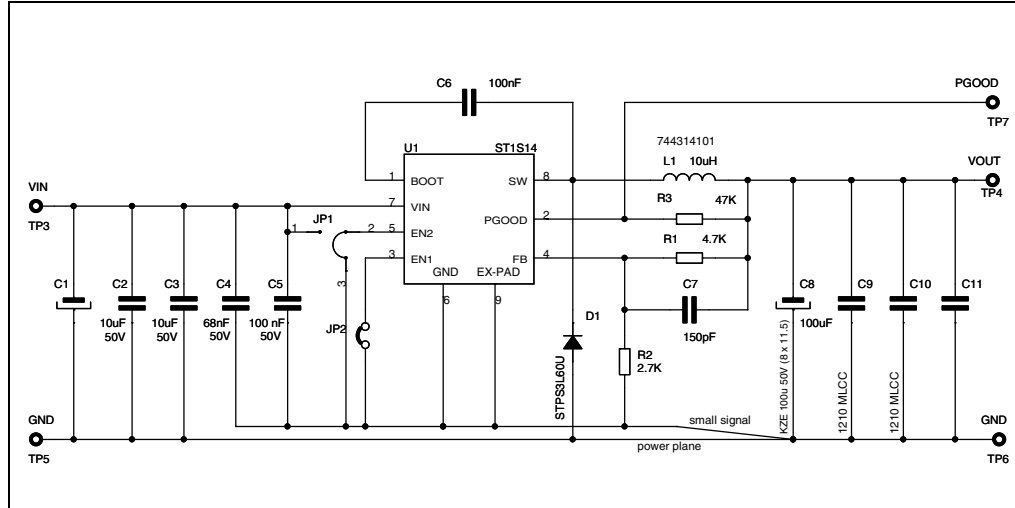 C6 100nF
PGOOD
TP7
U1 ST1S14
744314101
L1 10uH
VOUT
TP4
1 BOOT SW 8
R3 47K
VIN
TP3
7 VIN
PGOOD 2
1 JP1 2 5 EN2
R1 4.7K
3 EN1 FB 4
GND EX-PAD
3
6 9
C1 C2 C3 C4 C5
10uF 50V
10uF 50V
68nF 50V
100 nF 50V
JP2
D1
STPS3L60U
C7
150pF
R2
2.7K
C8 C9 C10 C11
100uF
KZE 100u 50V (8 x 11.5)
1210 MLCC
1210 MLCC
small signal
power plane
GND
TP5
GND
TP6